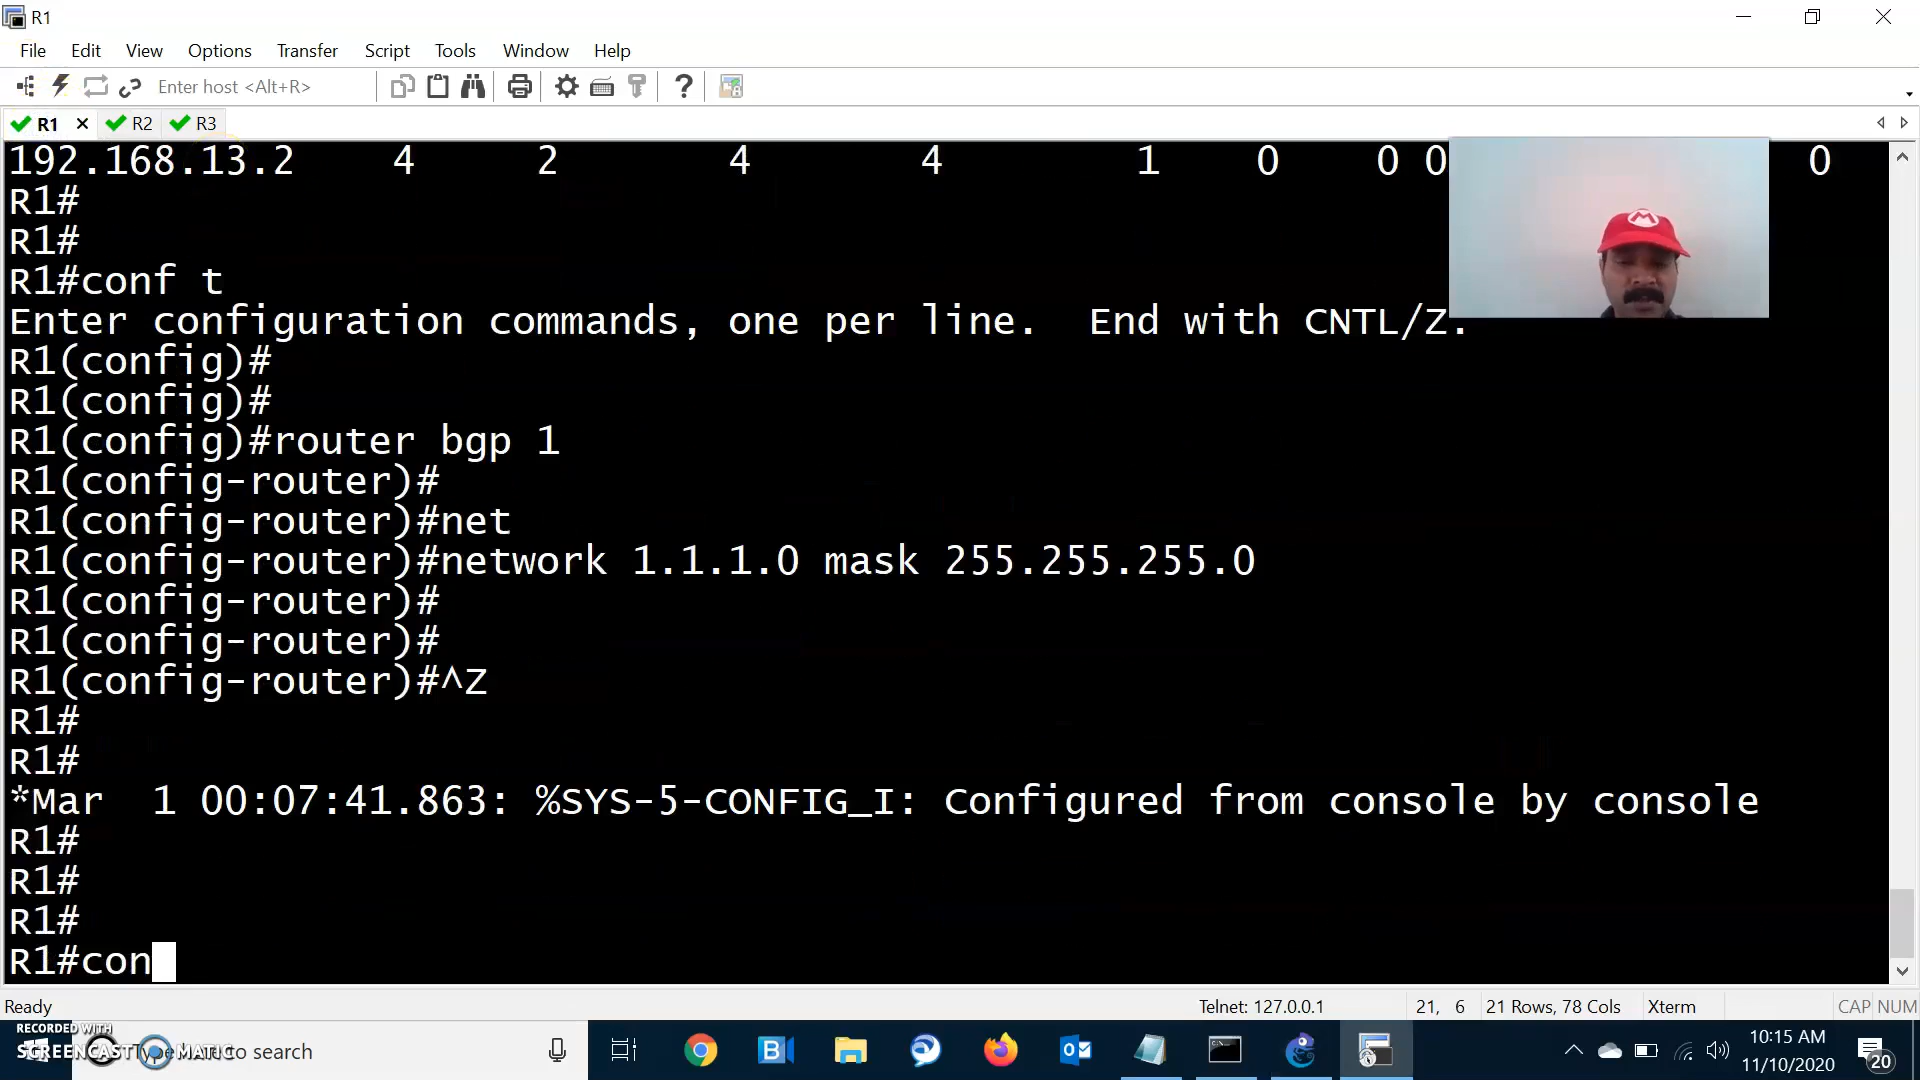 R1
File Edit View Options Transfer Script Tools Window Help
Enter host <Alt+R>
R1 R2 R3
192.168.13.2 4 2 4 4 1 0 0 0 0
R1#
R1#
R1#conf t
Enter configuration commands, one per line. End with CNTL/Z.
R1(config)#
R1(config)#
R1(config)#router bgp 1
R1(config-router)#
R1(config-router)#net
R1(config-router)#network 1.1.1.0 mask 255.255.255.0
R1(config-router)#
R1(config-router)#
R1(config-router)#^Z
R1#
R1#
*Mar 1 00:07:41.863: %SYS-5-CONFIG_I: Configured from console by console
R1#
R1#
R1#
R1#con
Ready Telnet: 127.0.0.1 21, 6 21 Rows, 78 Cols Xterm CAP NUM
RECORDED WITH
SCREENCAST MATIC
to search
10:15 AM
11/10/2020
20